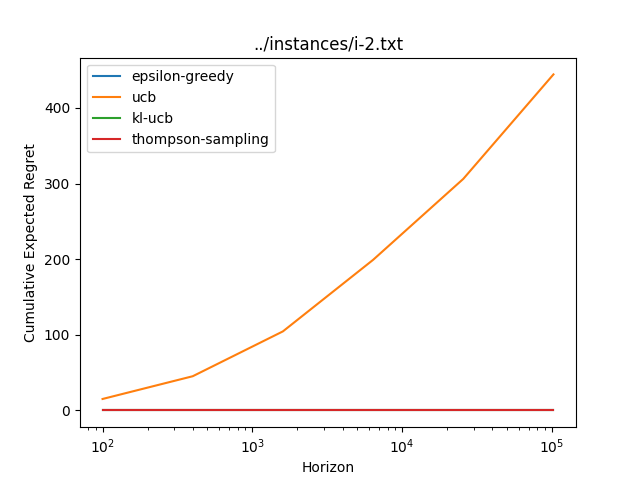 ../instances/i-2.txt
epsilon-greedy
ucb
kl-ucb
thompson-sampling
Cumulative Expected Regret
400
300
200
100
0
10²
10³
10⁴
10⁵
Horizon